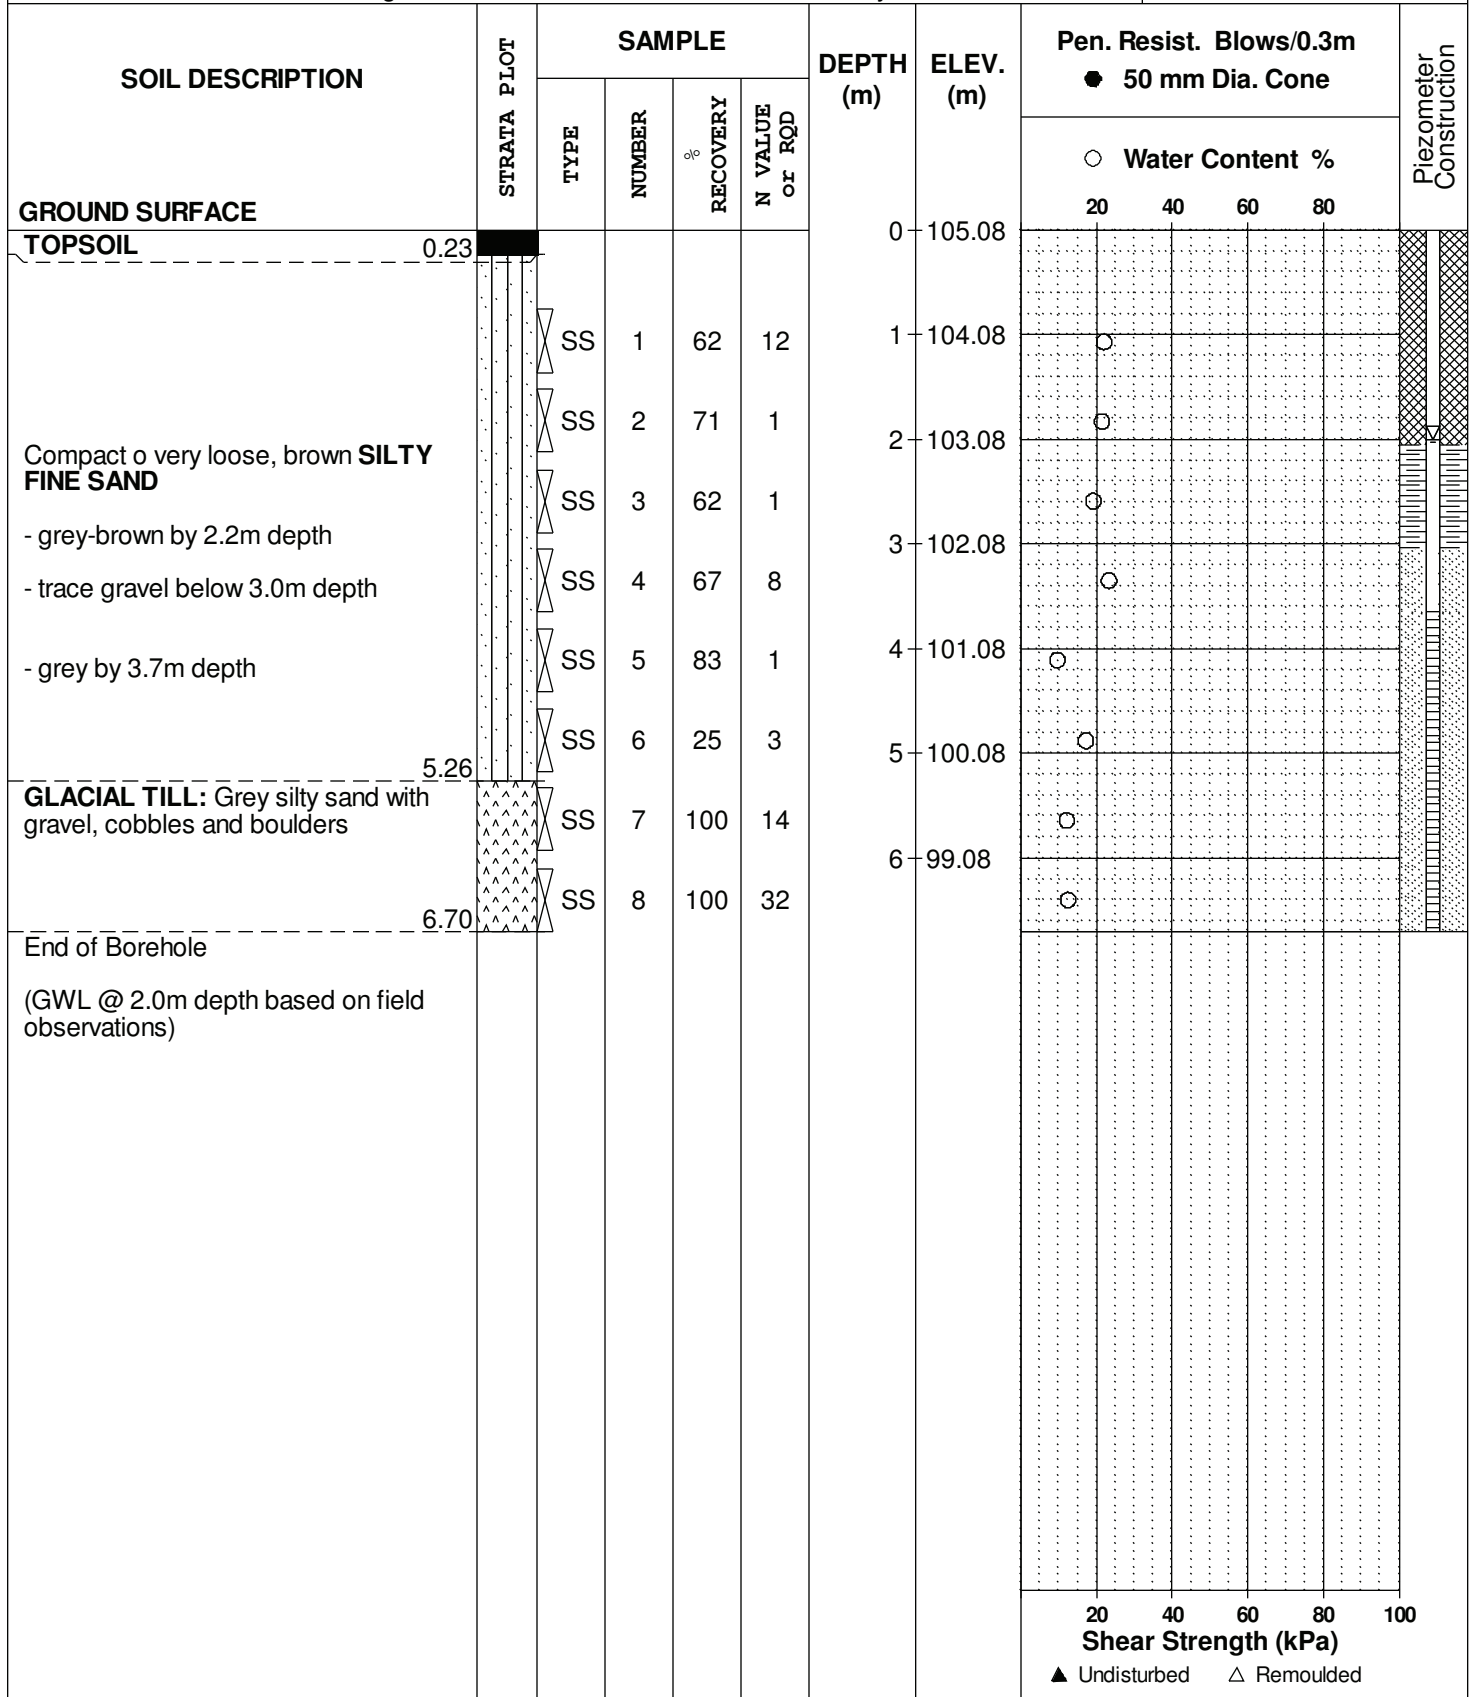 SOIL DESCRIPTION
STRATA PLOT
SAMPLE
TYPE
NUMBER
% RECOVERY
N VALUE or RQD
DEPTH (m)
ELEV. (m)
Pen. Resist. Blows/0.3m
● 50 mm Dia. Cone
○ Water Content %
20 40 60 80
Piezometer Construction
GROUND SURFACE
0 105.08
TOPSOIL 0.23
SS 1 62 12
1 104.08
SS 2 71 1
2 103.08
Compact o very loose, brown SILTY
FINE SAND
SS 3 62 1
- grey-brown by 2.2m depth
3 102.08
- trace gravel below 3.0m depth
SS 4 67 8
4 101.08
- grey by 3.7m depth
SS 5 83 1
SS 6 25 3
5 100.08
5.26
GLACIAL TILL: Grey silty sand with
gravel, cobbles and boulders
SS 7 100 14
6 99.08
SS 8 100 32
6.70
End of Borehole
(GWL @ 2.0m depth based on field
observations)
20 40 60 80 100
Shear Strength (kPa)
▲ Undisturbed △ Remoulded